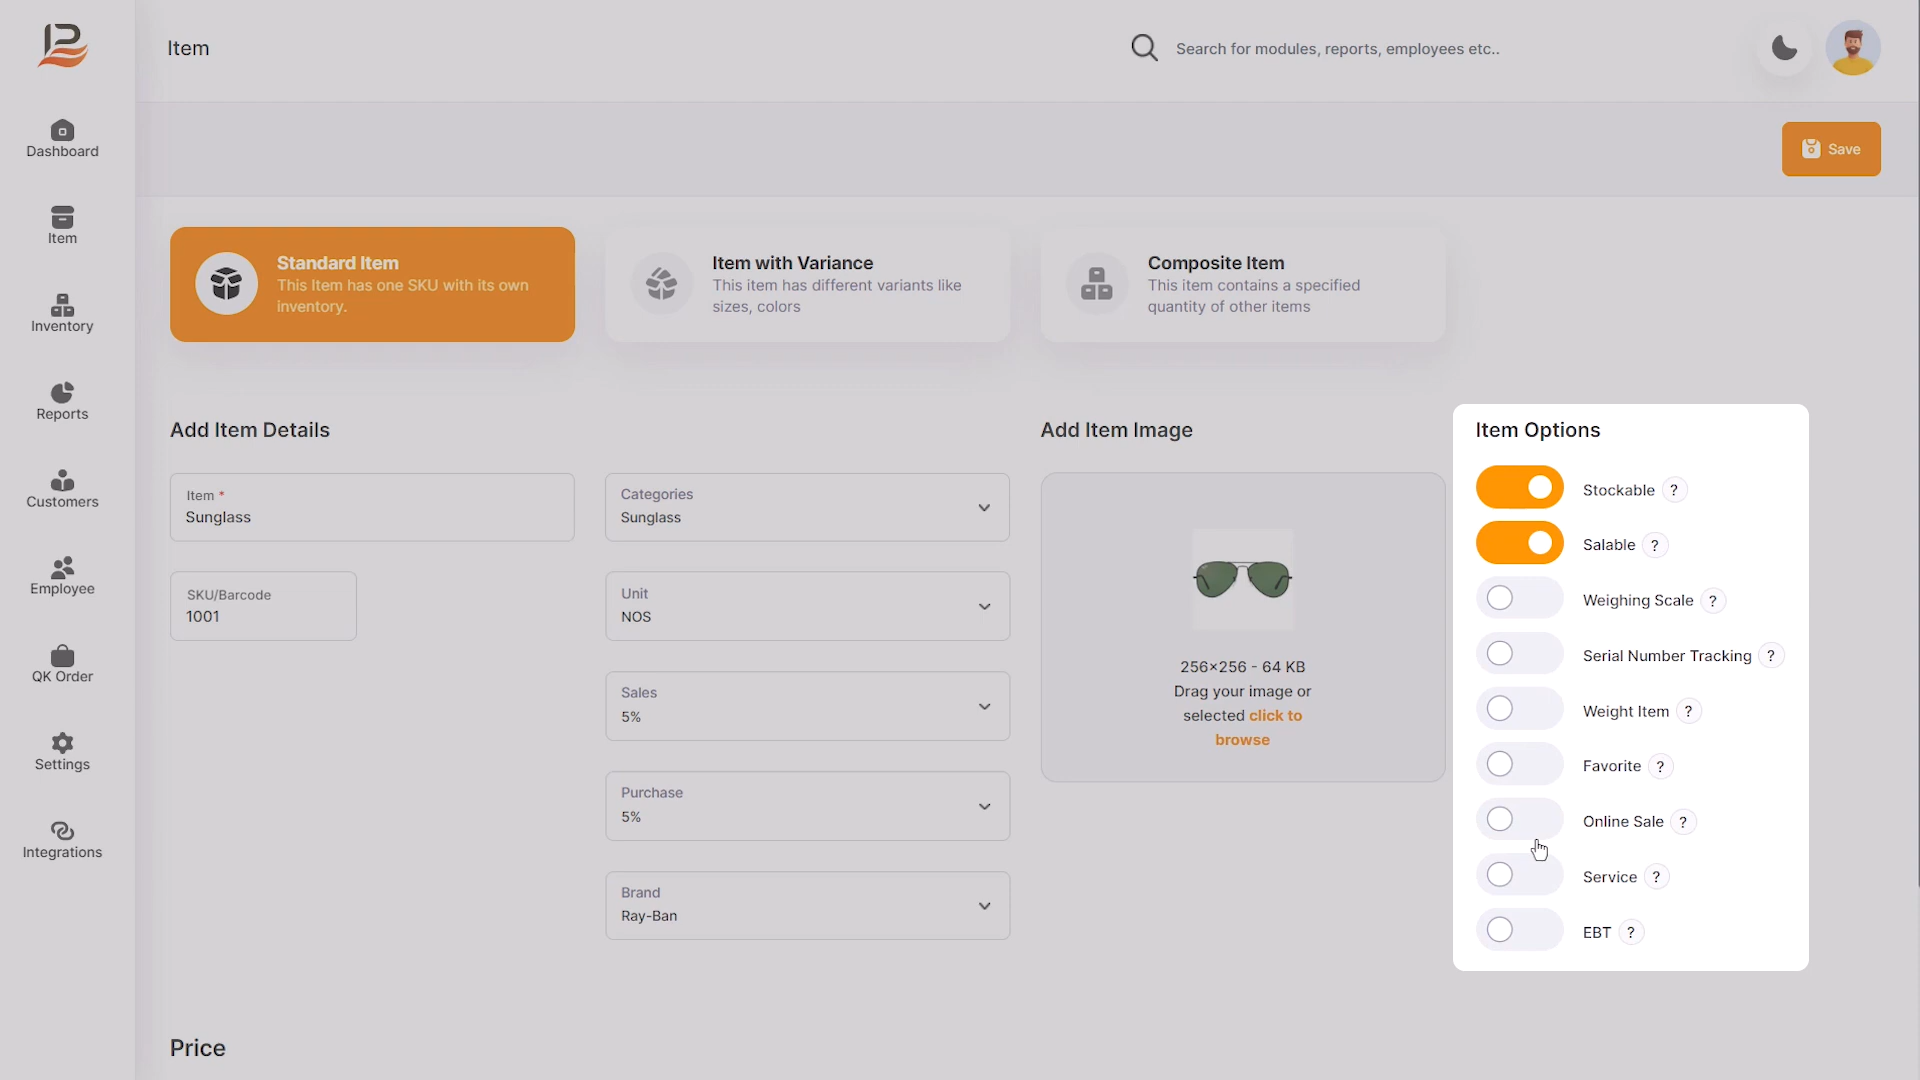 Item
Search for modules, reports, employees etc..
Save
Dashboard
Item
Inventory
Reports
Customers
Employee
QK Order
Settings
Integrations
Standard Item
This Item has one SKU with its own
inventory.
Item with Variance
This item has different variants like
sizes, colors
Composite Item
This item contains a specified
quantity of other items
Add Item Details
Item *
Sunglass
SKU/Barcode
1001
Categories
Sunglass
Unit
NOS
Sales
5%
Purchase
5%
Brand
Ray-Ban
Add Item Image
256×256 - 64 KB
Drag your image or
selected click to
browse
Item Options
Stockable ?
Salable ?
Weighing Scale ?
Serial Number Tracking ?
Weight Item ?
Favorite ?
Online Sale ?
Service ?
EBT ?
Price